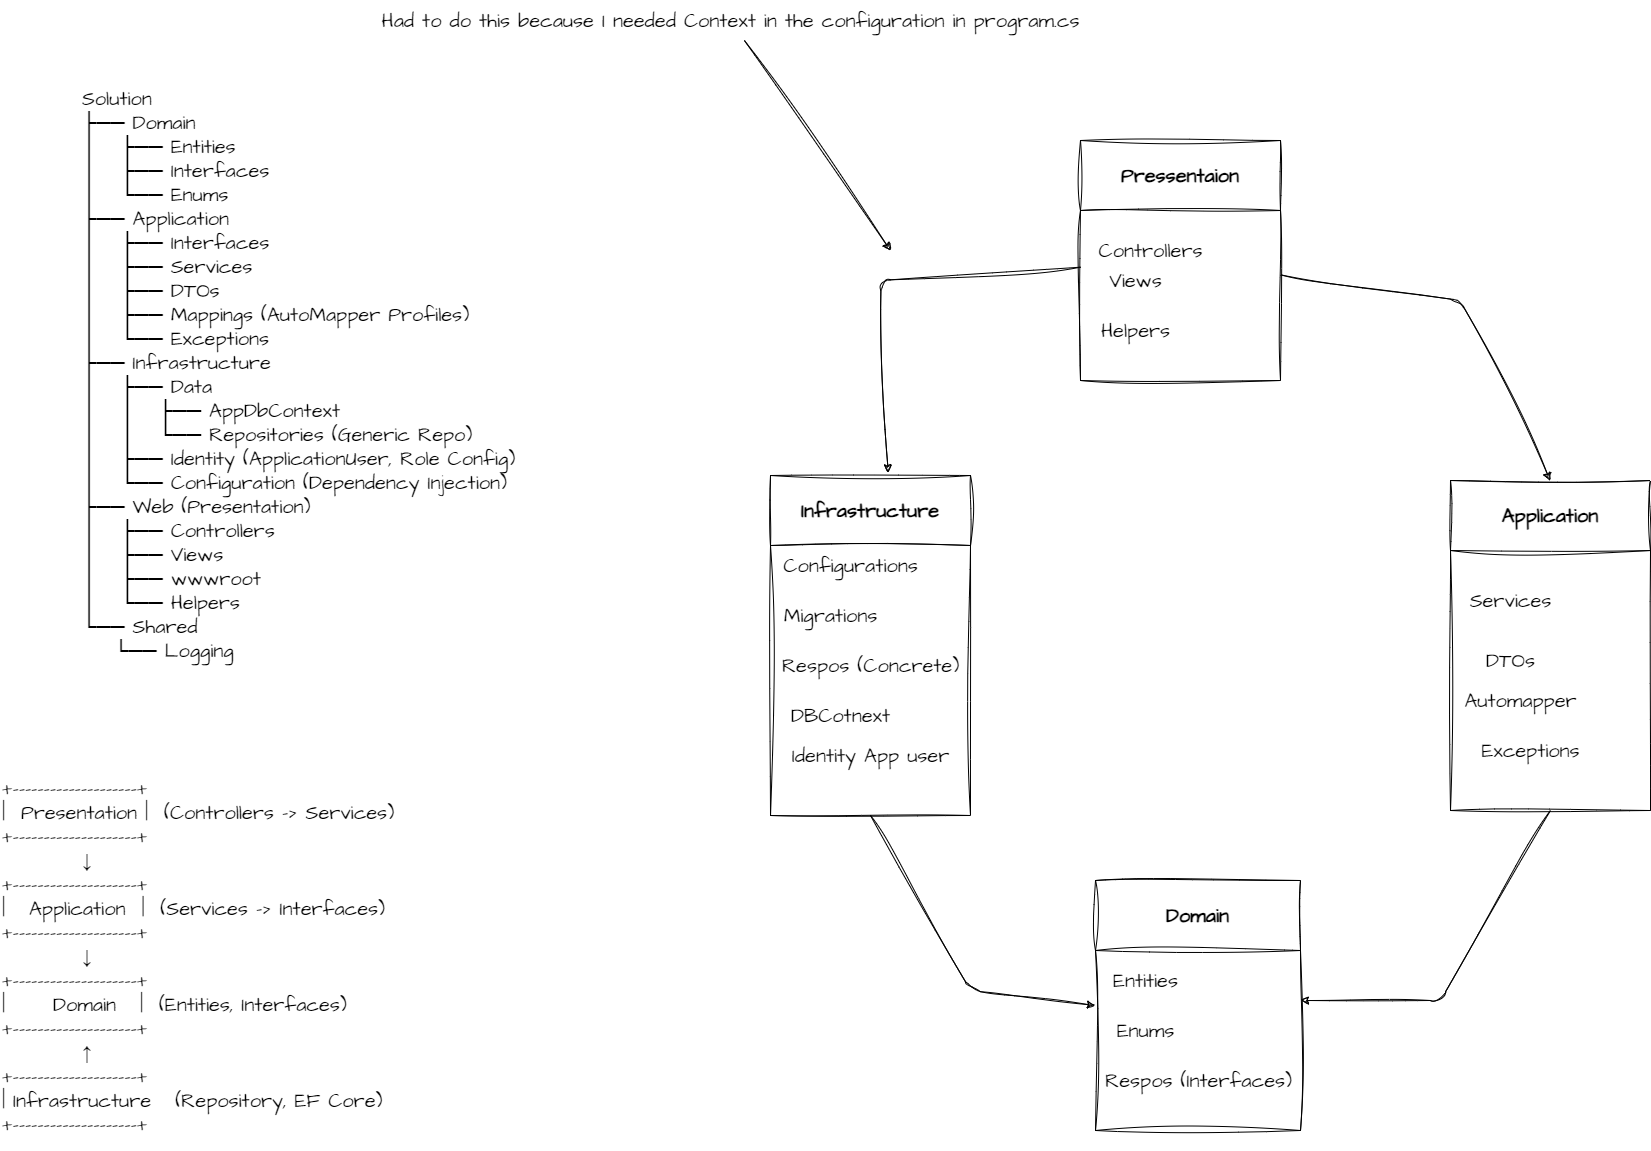 Had to do this because I needed Context in the configuration in program.cs
Solution
├── Domain
│   ├── Entities
│   ├── Interfaces
│   └── Enums
├── Application
│   ├── Interfaces
│   ├── Services
│   ├── DTOs
│   ├── Mappings (AutoMapper Profiles)
│   └── Exceptions
├── Infrastructure
│   ├── Data
│   │   ├── AppDbContext
│   │   └── Repositories (Generic Repo)
│   ├── Identity (ApplicationUser, Role Config)
│   └── Configuration (Dependency Injection)
├── Web (Presentation)
│   ├── Controllers
│   ├── Views
│   ├── wwwroot
│   └── Helpers
└── Shared
    └── Logging
+---------------------+
| Presentation | (Controllers -> Services)
+---------------------+
↓
+---------------------+
| Application | (Services -> Interfaces)
+---------------------+
↓
+---------------------+
| Domain | (Entities, Interfaces)
+---------------------+
↑
+---------------------+
| Infrastructure (Repository, EF Core)
+---------------------+
Pressentaion
Controllers
Views
Helpers
Infrastructure
Configurations
Migrations
Respos (Concrete)
DBCotnext
Identity App user
Application
Services
DTOs
Automapper
Exceptions
Domain
Entities
Enums
Respos (Interfaces)